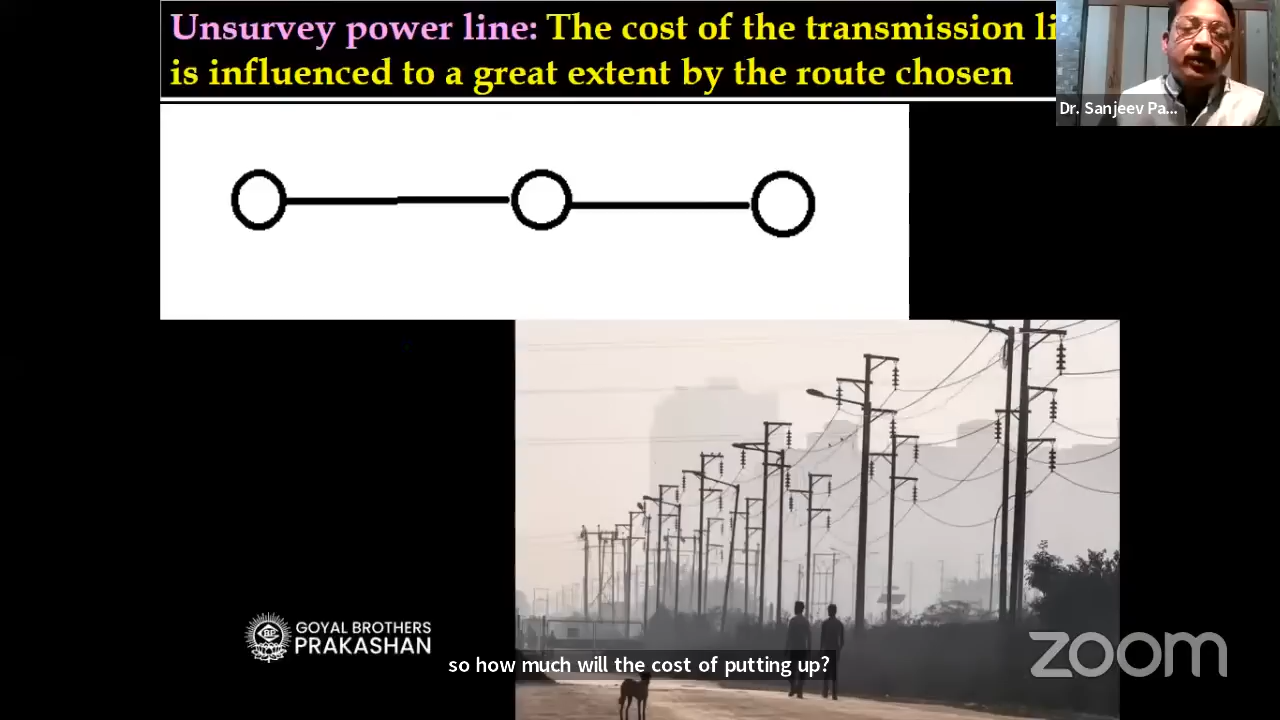 Unsurvey power line: The cost of the transmission li
is influenced to a great extent by the route chosen
Dr. Sanjeev Pa...
GOYAL BROTHERS
PRAKASHAN
so how much will the cost of putting up?
zoom